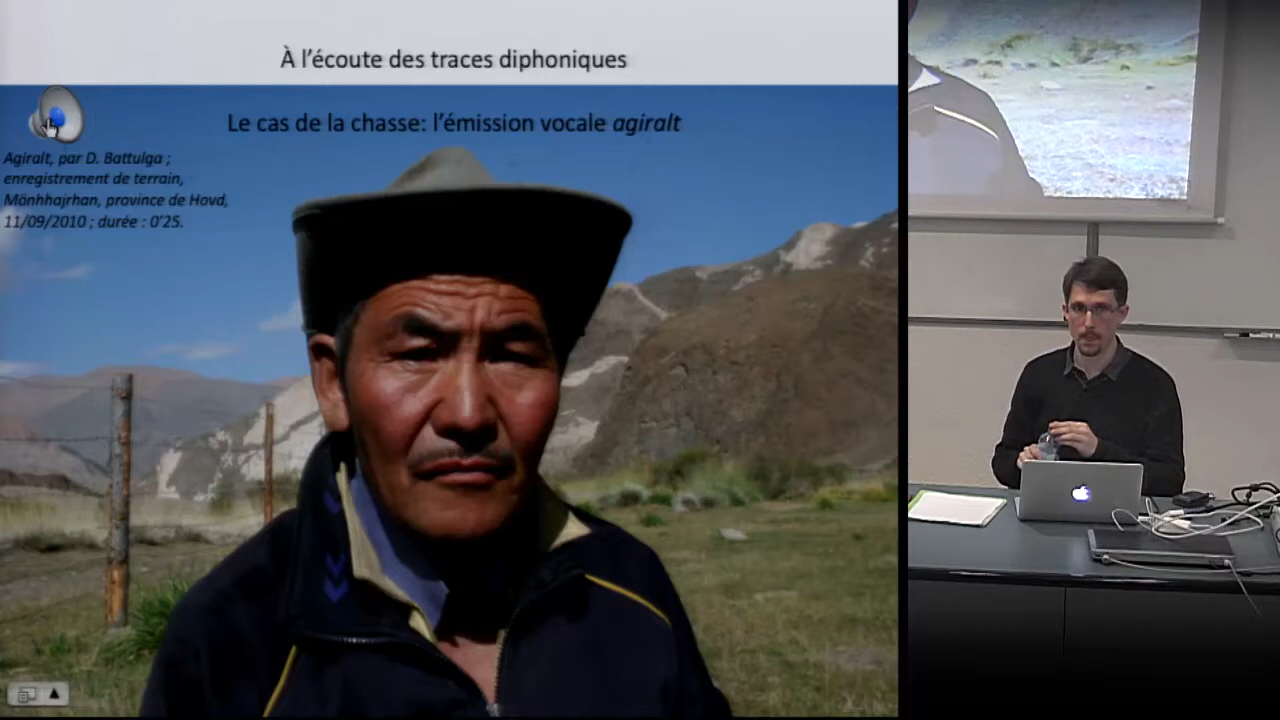 À l’écoute des traces diphoniques
Le cas de la chasse: l’émission vocale agiralt
Agiralt, par D. Battulga ;
enregistrement de terrain,
Mönhhajrhan, province de Hovd,
11/09/2010 ; durée : 0’25.